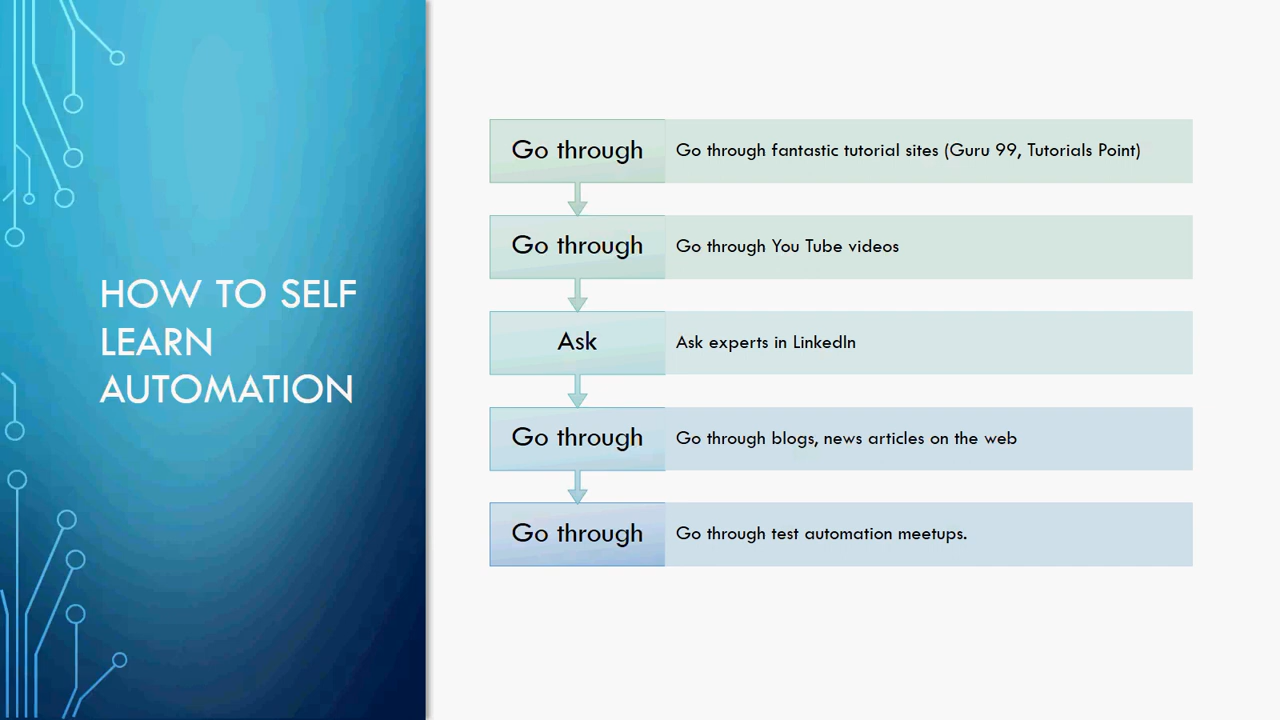 HOW TO SELF
LEARN
AUTOMATION
Go through
Go through fantastic tutorial sites (Guru 99, Tutorials Point)
Go through
Go through You Tube videos
Ask
Ask experts in LinkedIn
Go through
Go through blogs, news articles on the web
Go through
Go through test automation meetups.